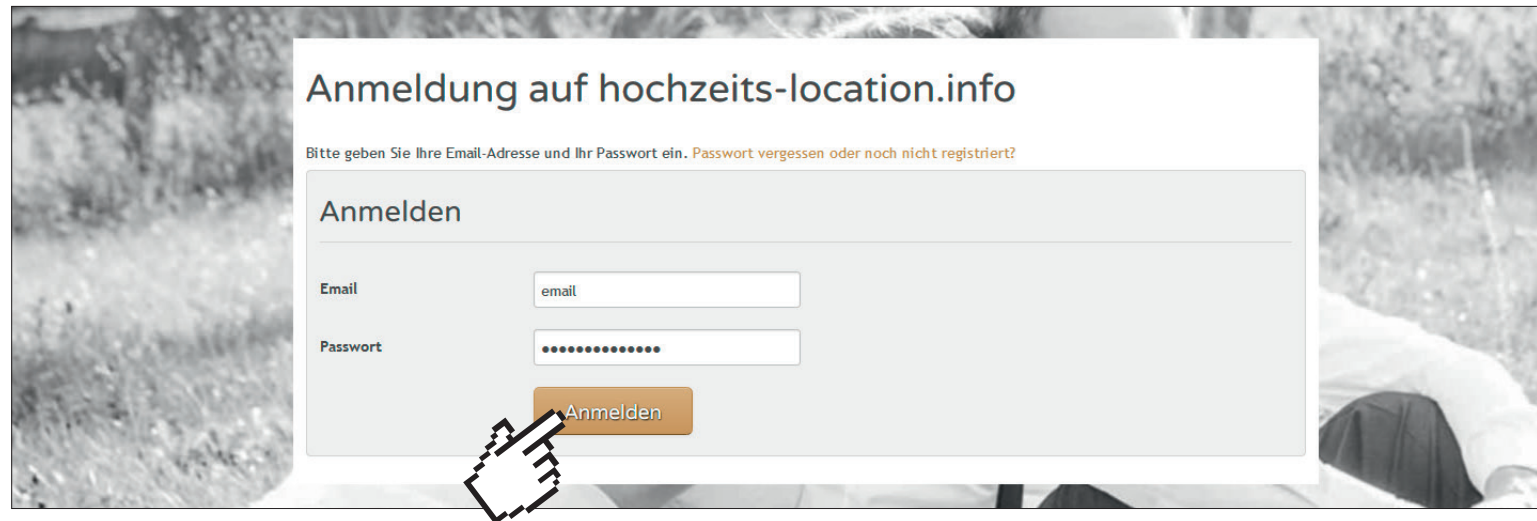 Anmeldung auf hochzeits-location.info
Bitte geben Sie Ihre Email-Adresse und Ihr Passwort ein. Passwort vergessen oder noch nicht registriert?
Anmelden
Email
email
Passwort
••••••••••••••
Anmelden